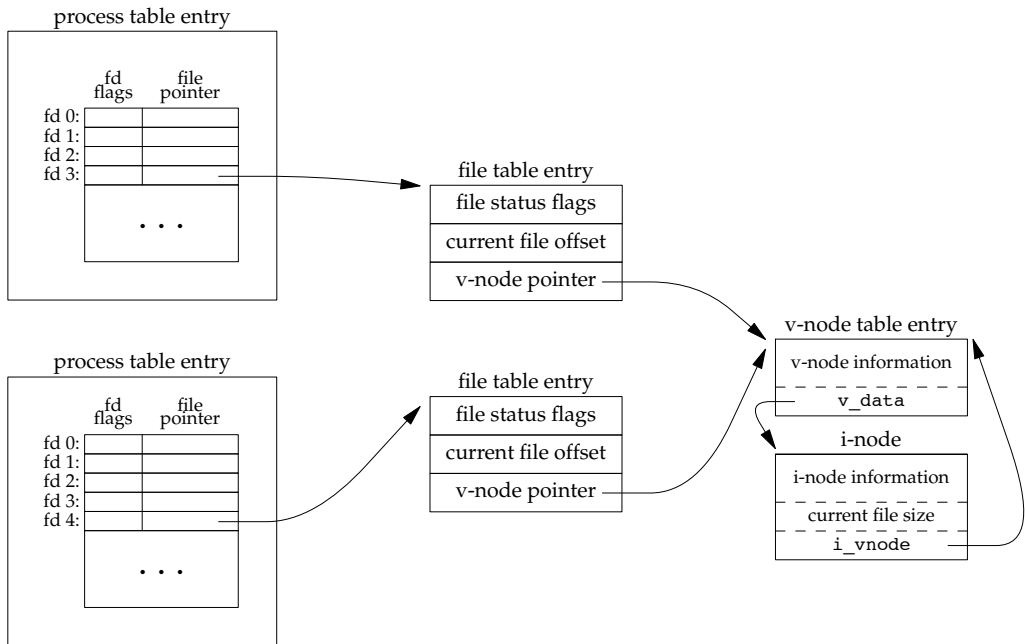 process table entry
fd
flags
file
pointer
fd 0:
fd 1:
fd 2:
fd 3:
. . .
file table entry
file status flags
current file offset
v-node pointer
process table entry
fd
flags
file
pointer
fd 0:
fd 1:
fd 2:
fd 3:
fd 4:
. . .
file table entry
file status flags
current file offset
v-node pointer
v-node table entry
v-node information
v_data
i-node
i-node information
current file size
i_vnode